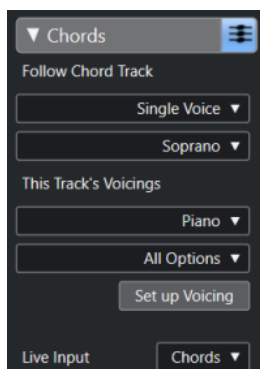 Chords
Follow Chord Track
Single Voice
Soprano
This Track's Voicings
Piano
All Options
Set up Voicing
Live Input Chords